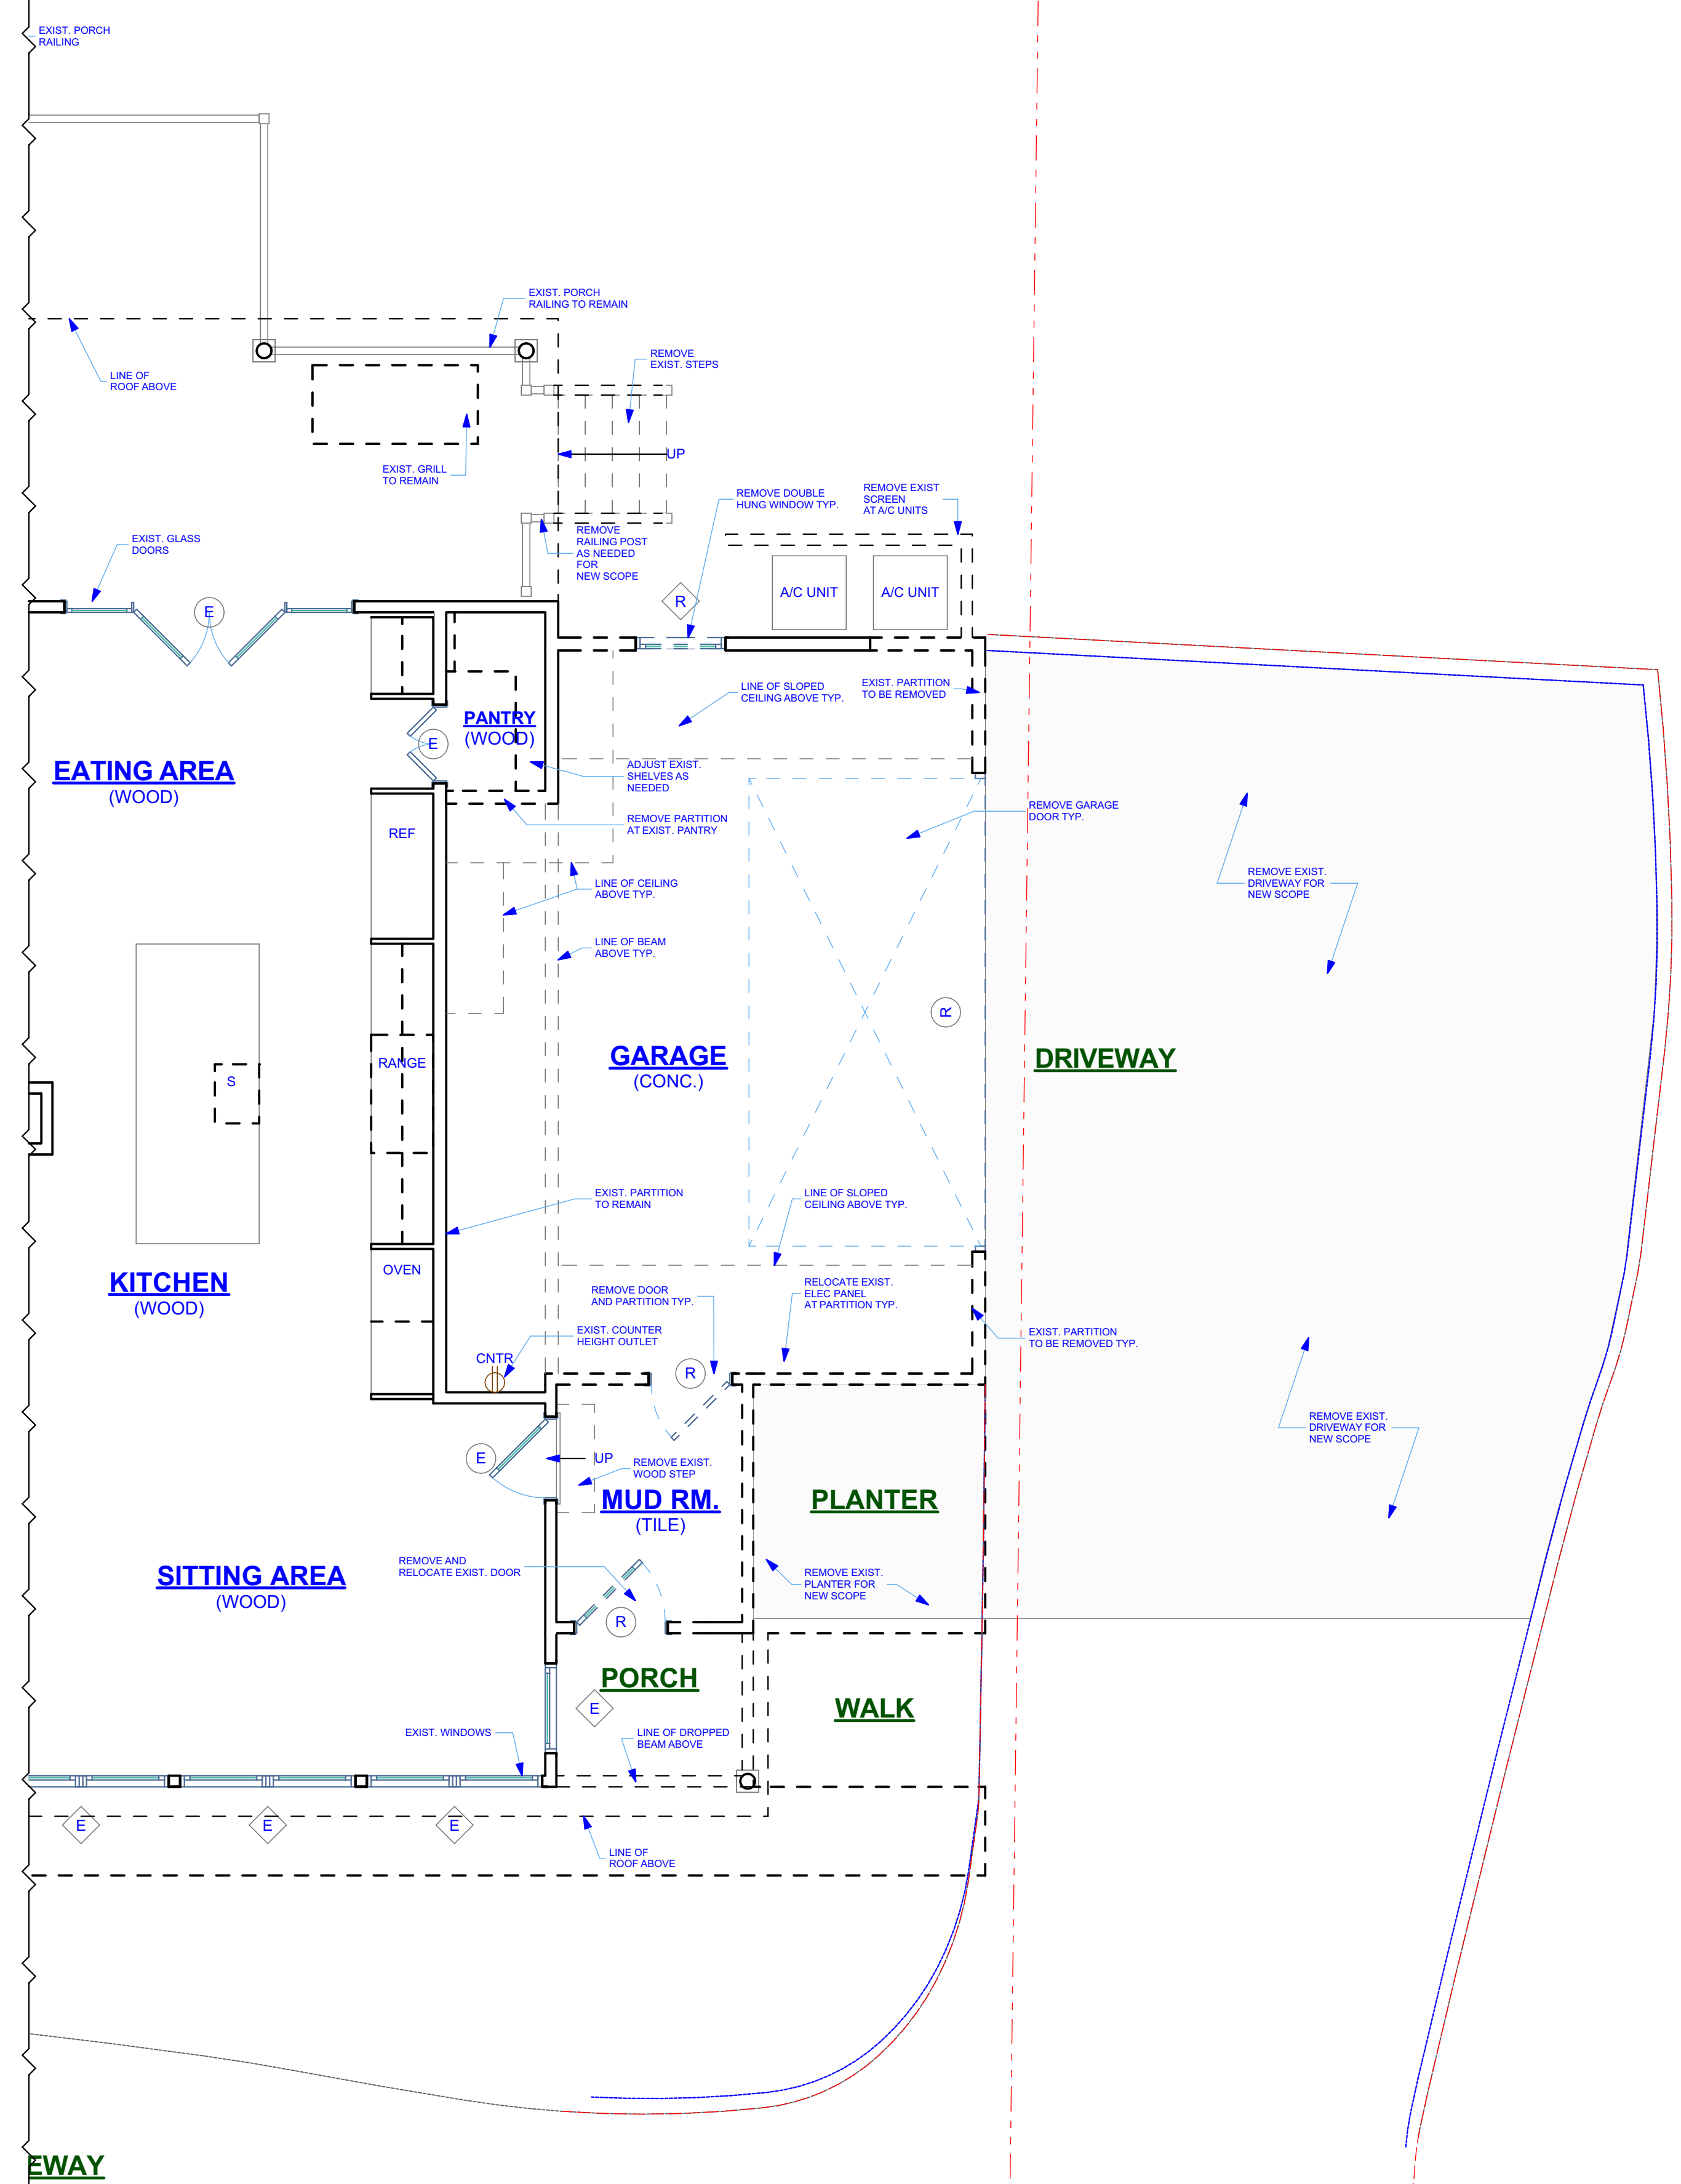 EXIST. PORCH
RAILING
EXIST. PORCH
RAILING TO REMAIN
REMOVE
EXIST. STEPS
LINE OF
ROOF ABOVE
UP
EXIST. GRILL
TO REMAIN
REMOVE DOUBLE
HUNG WINDOW TYP.
REMOVE EXIST
SCREEN
AT A/C UNITS
EXIST. GLASS
DOORS
REMOVE
RAILING POST
AS NEEDED
FOR
NEW SCOPE
A/C UNIT
A/C UNIT
E
R
LINE OF SLOPED
CEILING ABOVE TYP.
EXIST. PARTITION
TO BE REMOVED
PANTRY
(WOOD)
E
EATING AREA
(WOOD)
ADJUST EXIST.
SHELVES AS
NEEDED
REMOVE PARTITION
AT EXIST. PANTRY
REMOVE GARAGE
DOOR TYP.
REF
REMOVE EXIST.
DRIVEWAY FOR
NEW SCOPE
LINE OF CEILING
ABOVE TYP.
LINE OF BEAM
ABOVE TYP.
R
GARAGE
(CONC.)
DRIVEWAY
RANGE
S
EXIST. PARTITION
TO REMAIN
LINE OF SLOPED
CEILING ABOVE TYP.
OVEN
KITCHEN
(WOOD)
REMOVE DOOR
AND PARTITION TYP.
RELOCATE EXIST.
ELEC PANEL
AT PARTITION TYP.
EXIST. COUNTER
HEIGHT OUTLET
EXIST. PARTITION
TO BE REMOVED TYP.
CNTR
R
REMOVE EXIST.
DRIVEWAY FOR
NEW SCOPE
E
UP
REMOVE EXIST.
WOOD STEP
MUD RM.
(TILE)
PLANTER
REMOVE AND
RELOCATE EXIST. DOOR
SITTING AREA
(WOOD)
REMOVE EXIST.
PLANTER FOR
NEW SCOPE
R
PORCH
E
WALK
EXIST. WINDOWS
LINE OF DROPPED
BEAM ABOVE
E
E
E
LINE OF
ROOF ABOVE
EWAY